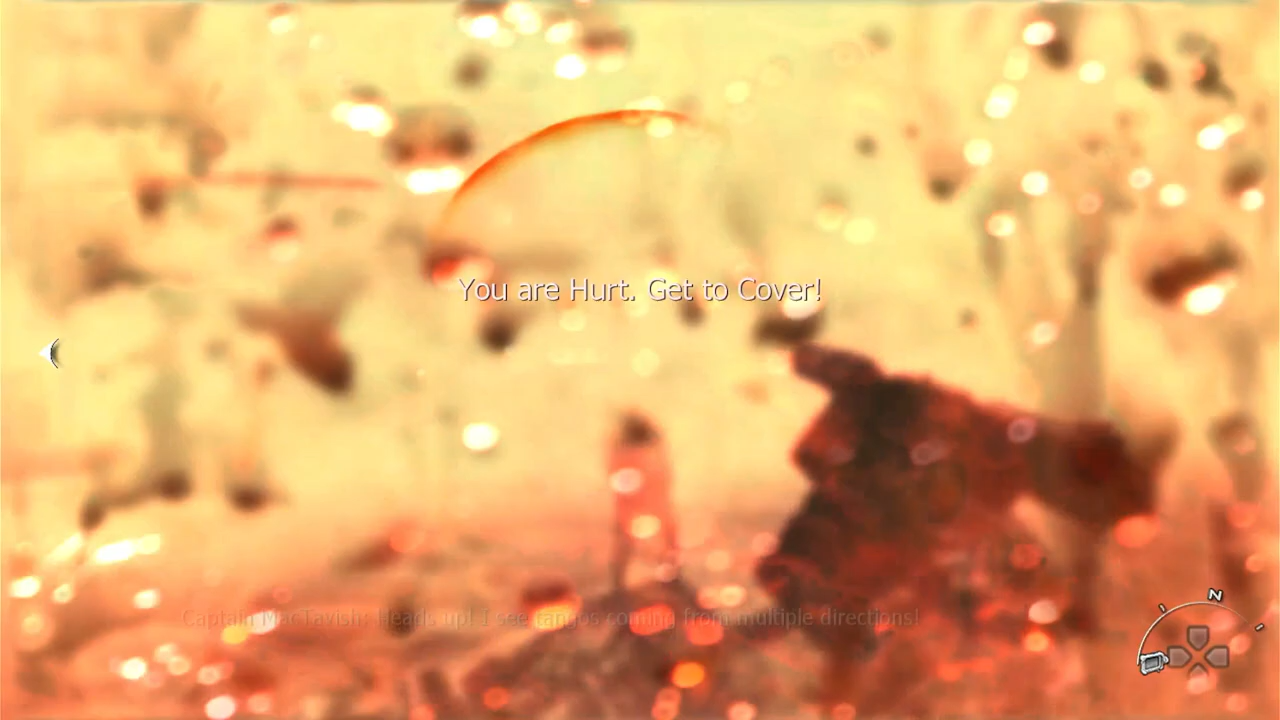 You are Hurt. Get to Cover!
Captain MacTavish: Heads up! I see tangos coming from multiple directions!
N